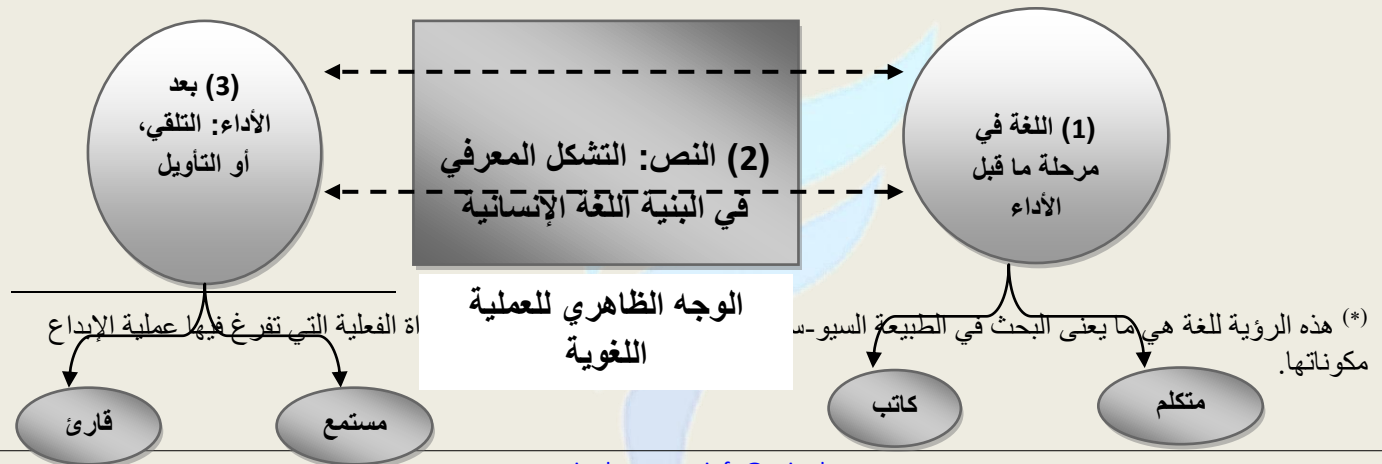 (1) اللغة في
مرحلة ما قبل
الأداء
(2) النص: التشكل المعرفي
في البنية اللغة الإنسانية
(3) بعد
الأداء: التلقي،
أو التأويل
الوجه الظاهري للعملية
اللغوية
متكلم
كاتب
مستمع
قارئ
(*) هذه الرؤية للغة هي ما يعنى البحث في الطبيعة السيو-س اة الفعلية التي تفرغ فيها عملية الإبداع
مكوناتها.